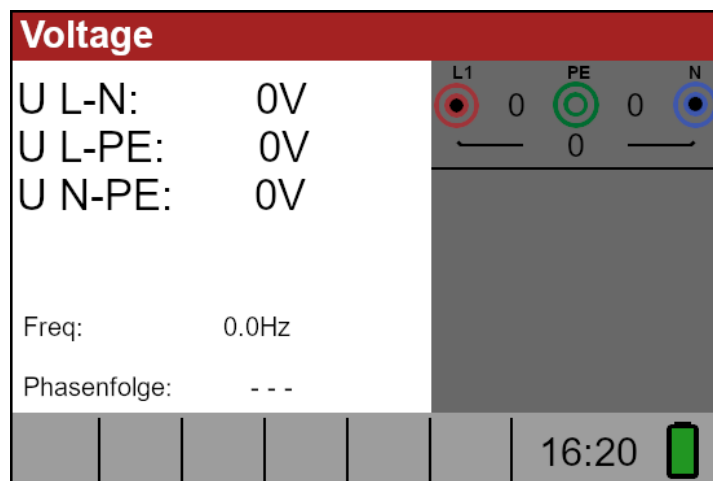 Voltage
U L-N: 0V
U L-PE: 0V
U N-PE: 0V
Freq: 0.0Hz
Phasenfolge: - - -
L1 PE N
0 0
0
16:20